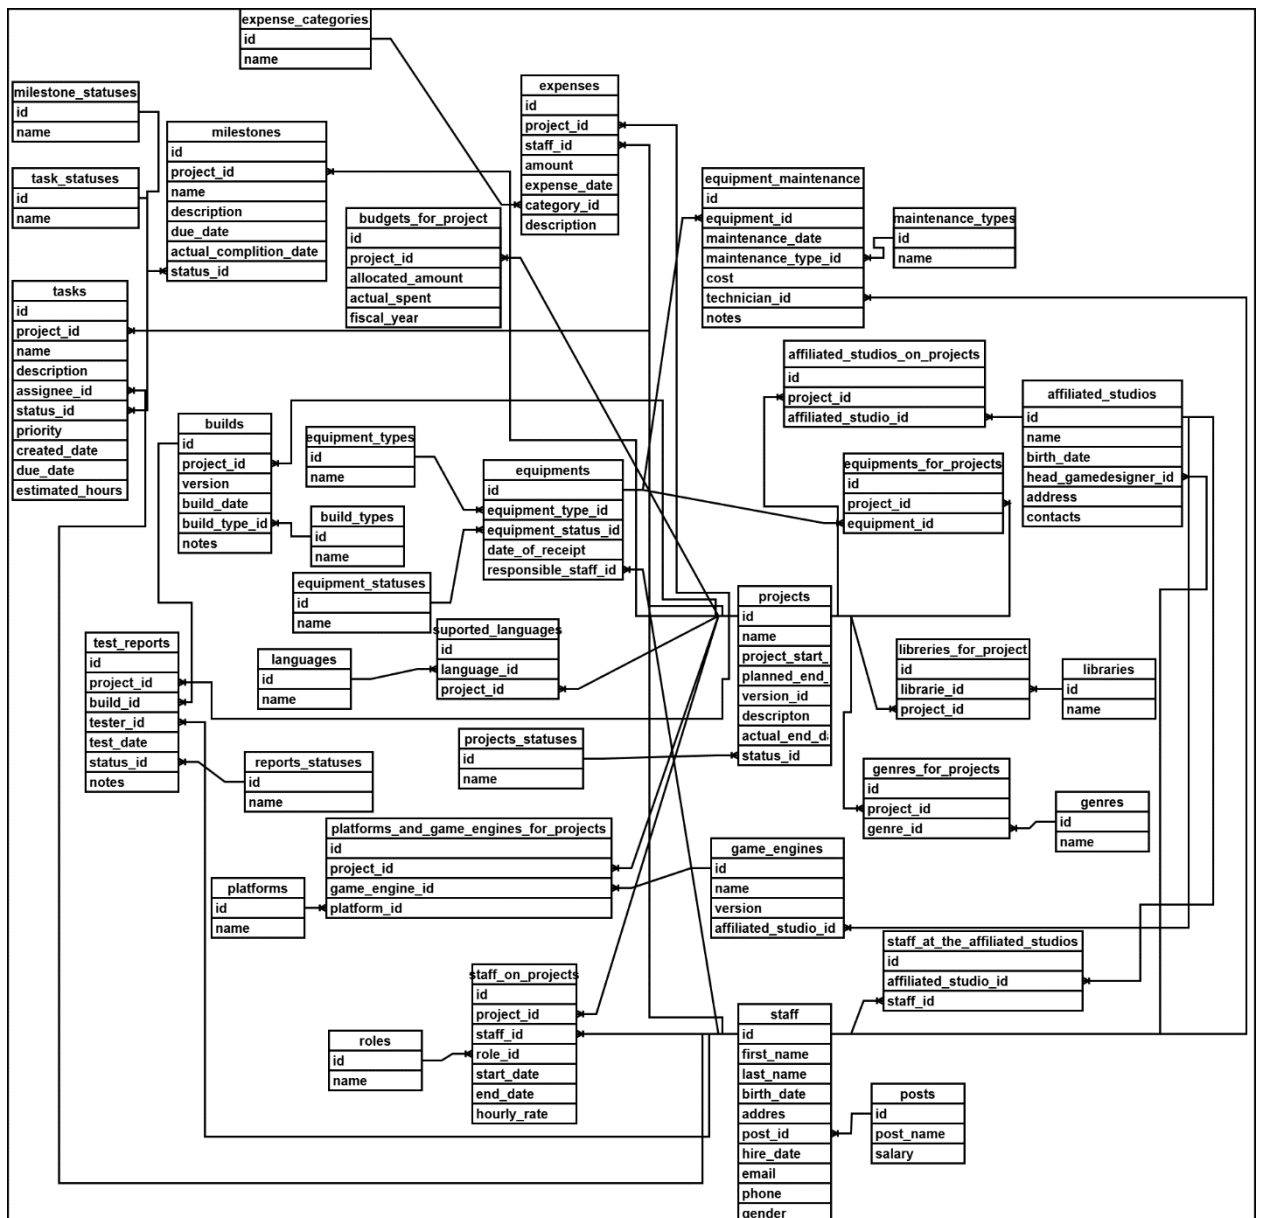 expense_categories
id
name
milestone_statuses
id
name
task_statuses
id
name
milestones
id
project_id
name
description
due_date
actual_complition_date
status_id
expenses
id
project_id
staff_id
amount
expense_date
category_id
description
budgets_for_project
id
project_id
allocated_amount
actual_spent
fiscal_year
equipment_maintenance
id
equipment_id
maintenance_date
maintenance_type_id
cost
technician_id
notes
maintenance_types
id
name
tasks
id
project_id
name
description
assignee_id
status_id
priority
created_date
due_date
estimated_hours
affiliated_studios_on_projects
id
project_id
affiliated_studio_id
affiliated_studios
id
name
birth_date
head_gamedesigner_id
address
contacts
builds
id
project_id
version
build_date
build_type_id
notes
equipment_types
id
name
build_types
id
name
equipments
id
equipment_type_id
equipment_status_id
date_of_receipt
responsible_staff_id
equipments_for_projects
id
project_id
equipment_id
equipment_statuses
id
name
projects
id
name
project_start_
planned_end_
version_id
descripton
actual_end_d
status_id
suported_languages
id
language_id
project_id
languages
id
name
test_reports
id
project_id
build_id
tester_id
test_date
status_id
notes
libreries_for_project
id
librarie_id
project_id
libraries
id
name
projects_statuses
id
name
reports_statuses
id
name
genres_for_projects
id
project_id
genre_id
genres
id
name
platforms_and_game_engines_for_projects
id
project_id
game_engine_id
platform_id
platforms
id
name
game_engines
id
name
version
affiliated_studio_id
staff_at_the_affiliated_studios
id
affiliated_studio_id
staff_id
staff_on_projects
id
project_id
staff_id
role_id
start_date
end_date
hourly_rate
roles
id
name
staff
id
first_name
last_name
birth_date
addres
post_id
hire_date
email
phone
gender
posts
id
post_name
salary